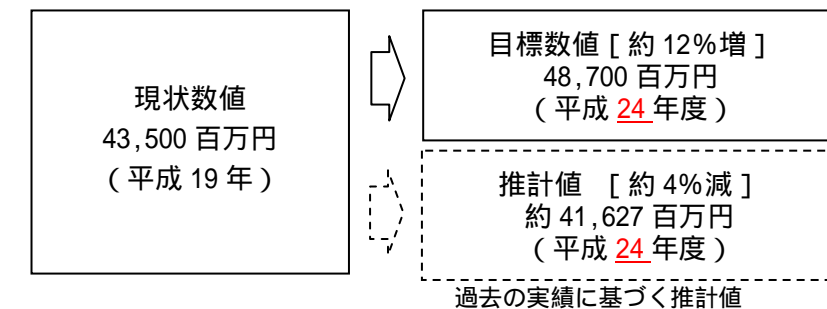 現状数値
43,500 百万円
（平成 19 年）
目標数値［約 12%増］
48,700 百万円
（平成 24 年度）
推計値　［約 4%減］
約 41,627 百万円
（平成 24 年度）
過去の実績に基づく推計値